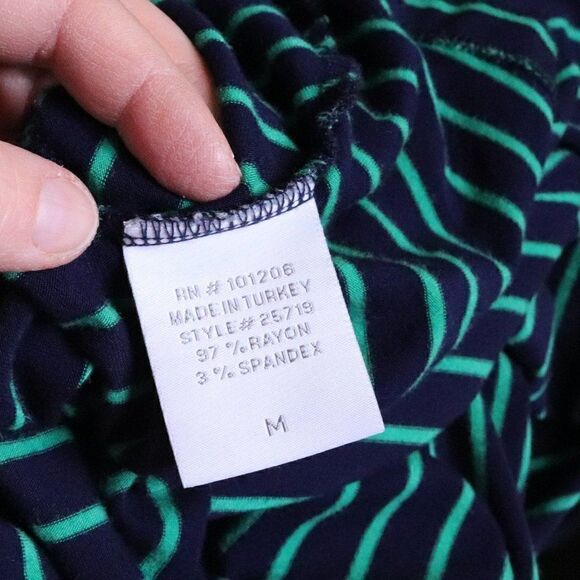 RN # 101206
MADE IN TURKEY
STYLE# 25719
97 % RAYON
3 % SPANDEX
M